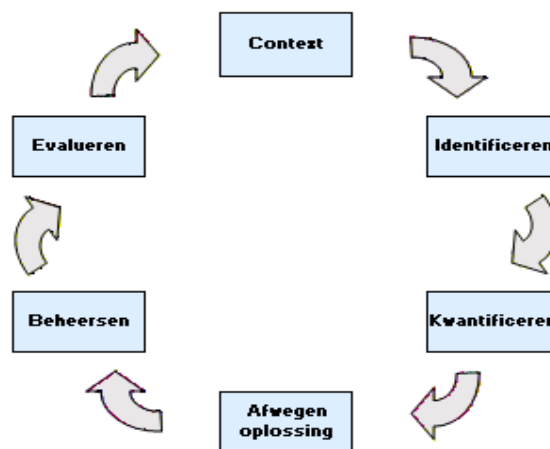 Context
Identificeren
Kwantificeren
Afwegen
oplossing
Beheersen
Evalueren